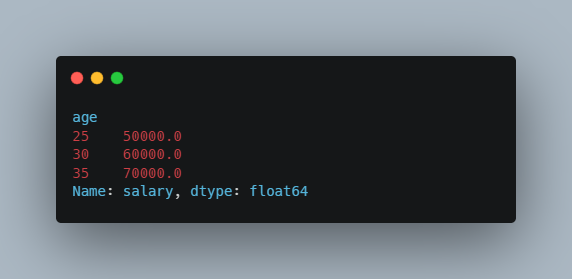 age
25    50000.0
30    60000.0
35    70000.0
Name: salary, dtype: float64